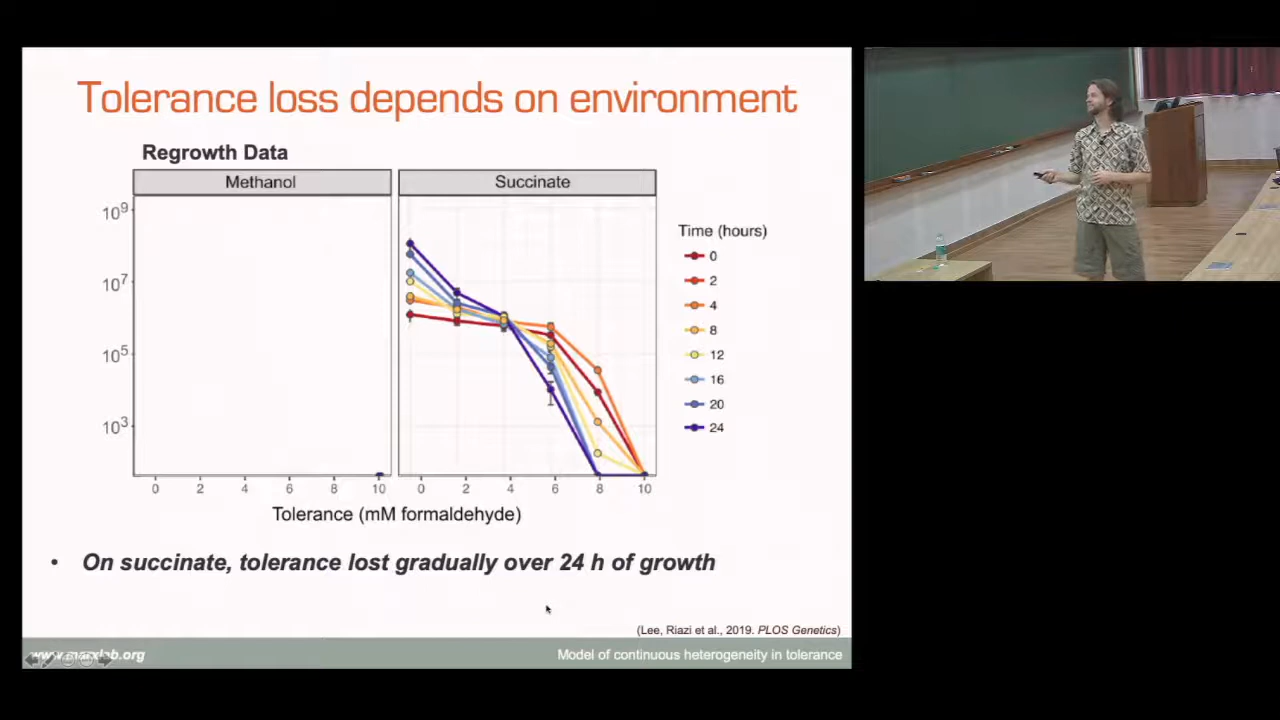 Tolerance loss depends on environment
Regrowth Data
Methanol
Succinate
10⁹
10⁷
10⁵
10³
0 2 4 6 8 10
0 2 4 6 8 10
Tolerance (mM formaldehyde)
Time (hours)
0
2
4
8
12
16
20
24
• On succinate, tolerance lost gradually over 24 h of growth
(Lee, Riazi et al., 2019. PLOS Genetics)
www.marxlab.org
Model of continuous heterogeneity in tolerance